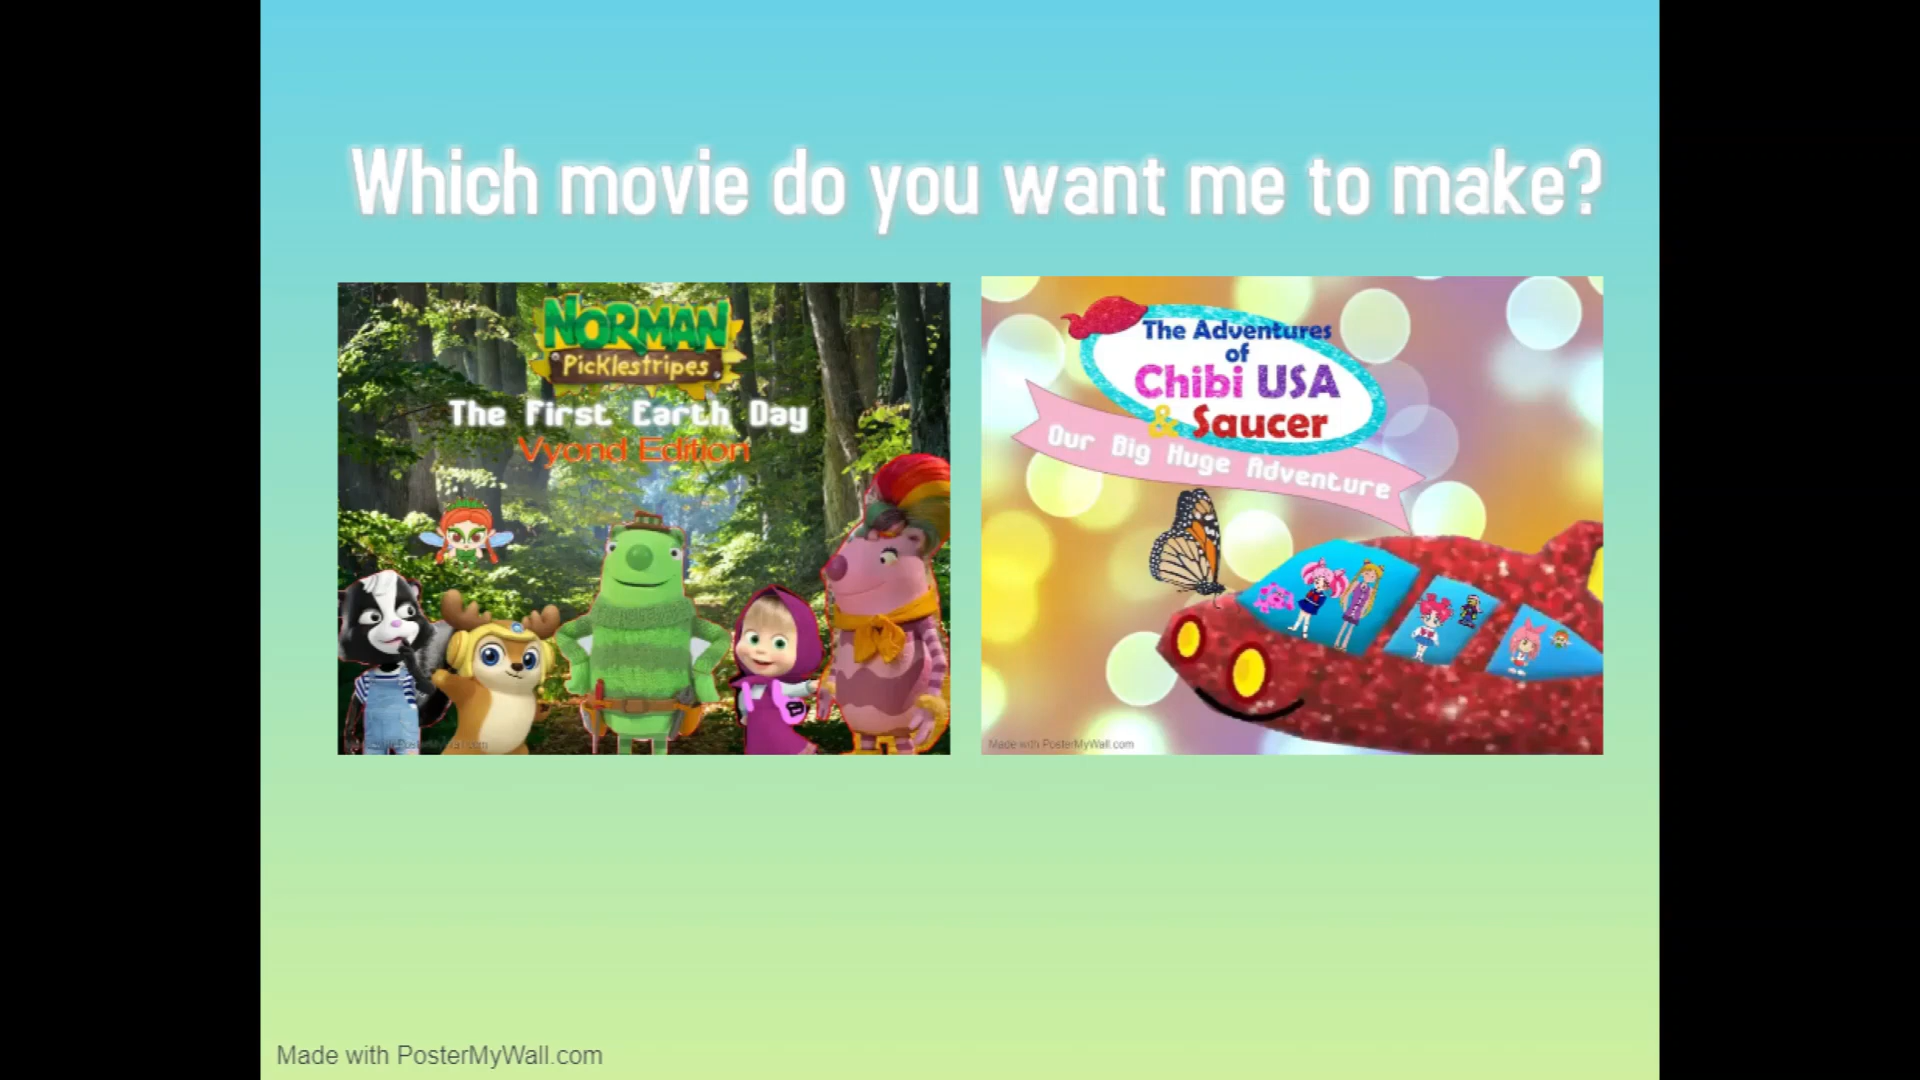 Which movie do you want me to make?
NORMAN
Picklestripes
The First Earth Day
Vyond Edition
The Adventures
of
Chibi USA
& Saucer
Our Big Huge Adventure
Made with PosterMyWall.com
Made with PosterMyWall.com